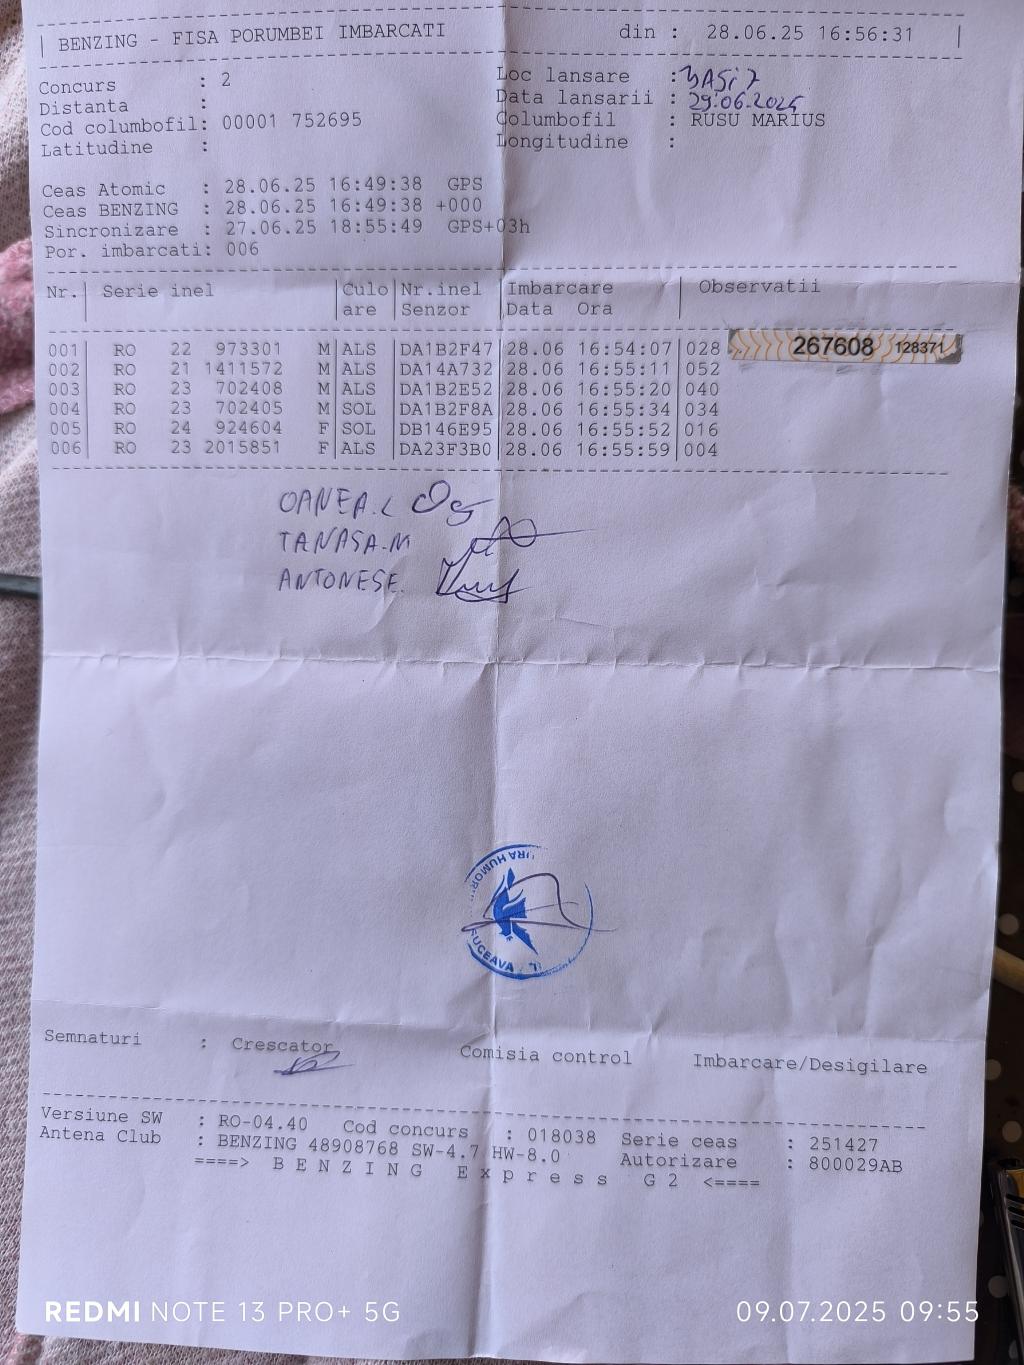 BENZING - FISA PORUMBEI IMBARCATI din : 28.06.25 16:56:31
Concurs : 2 Loc lansare :
Distanta : Data lansarii : 29.06.2025
Cod columbofil: 00001 752695 Columbofil : RUSU MARIUS
Latitudine : Longitudine :
Ceas Atomic : 28.06.25 16:49:38 GPS
Ceas BENZING : 28.06.25 16:49:38 +000
Sincronizare : 27.06.25 18:55:49 GPS+03h
Por. imbarcati: 006
Nr. Serie inel Culo Nr.inel Imbarcare Observatii
are Senzor Data Ora
001 RO 22 973301 M ALS DA1B2F47 28.06 16:54:07 028 267608 128371
002 RO 21 1411572 M ALS DA14A732 28.06 16:55:11 052
003 RO 23 702408 M ALS DA1B2E52 28.06 16:55:20 040
004 RO 23 702405 M SOL DA1B2F8A 28.06 16:55:34 034
005 RO 24 924604 F SOL DB146E95 28.06 16:55:52 016
006 RO 23 2015851 F ALS DA23F3B0 28.06 16:55:59 004
OANEA.L
TANASA.M
ANTONESE.
SUCEAVA
Semnaturi : Crescator Comisia control Imbarcare/Desigilare
Versiune SW : RO-04.40 Cod concurs : 018038 Serie ceas : 251427
Antena Club : BENZING 48908768 SW-4.7 HW-8.0 Autorizare : 800029AB
====> B E N Z I N G E x p r e s s G 2 <====
REDMI NOTE 13 PRO+ 5G 09.07.2025 09:55